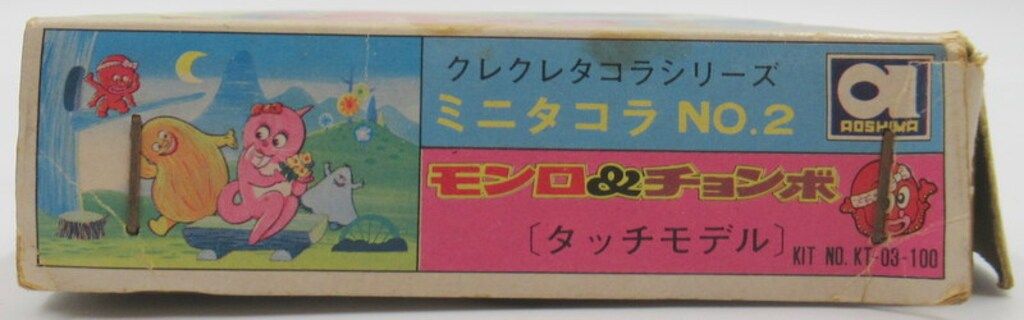 クレクレタコラシリーズ
ミニタコラ NO.2
AOSHIMA
モンロ&チョンボ
〔タッチモデル〕
KIT NO. KT-03-100